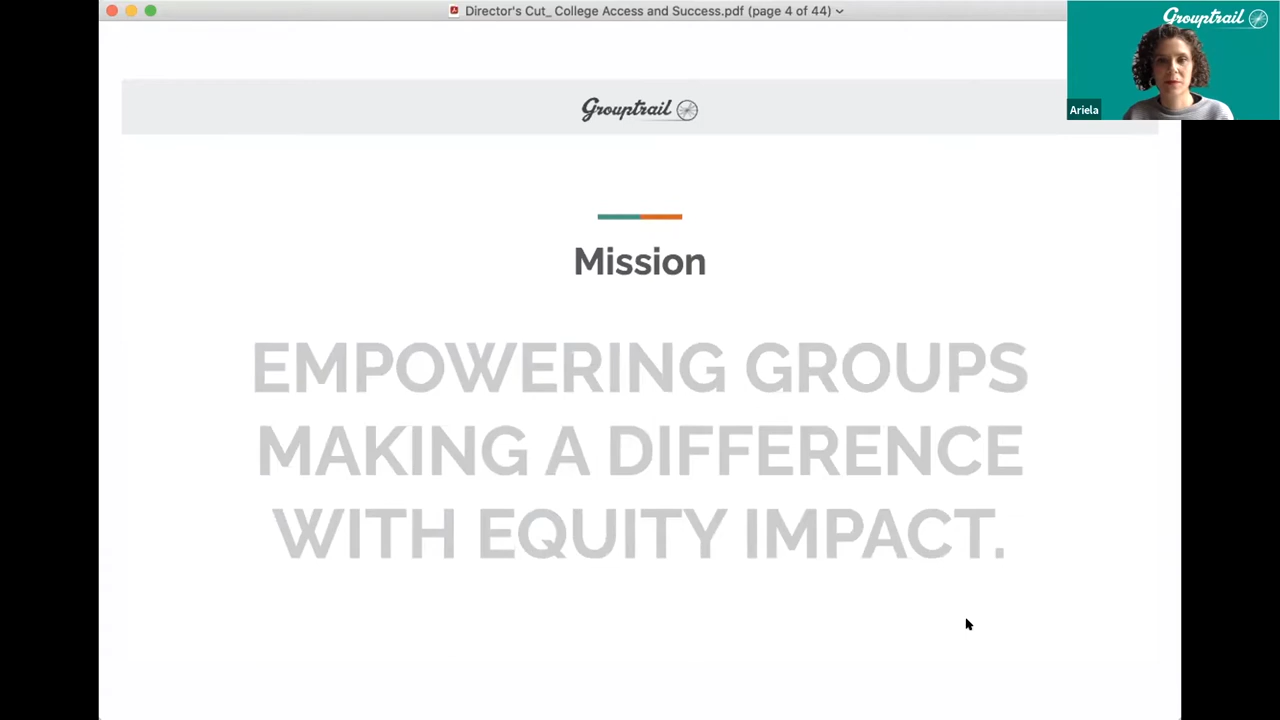 Director's Cut_ College Access and Success.pdf (page 4 of 44)
Grouptrail
Ariela
Grouptrail
Mission
EMPOWERING GROUPS
MAKING A DIFFERENCE
WITH EQUITY IMPACT.